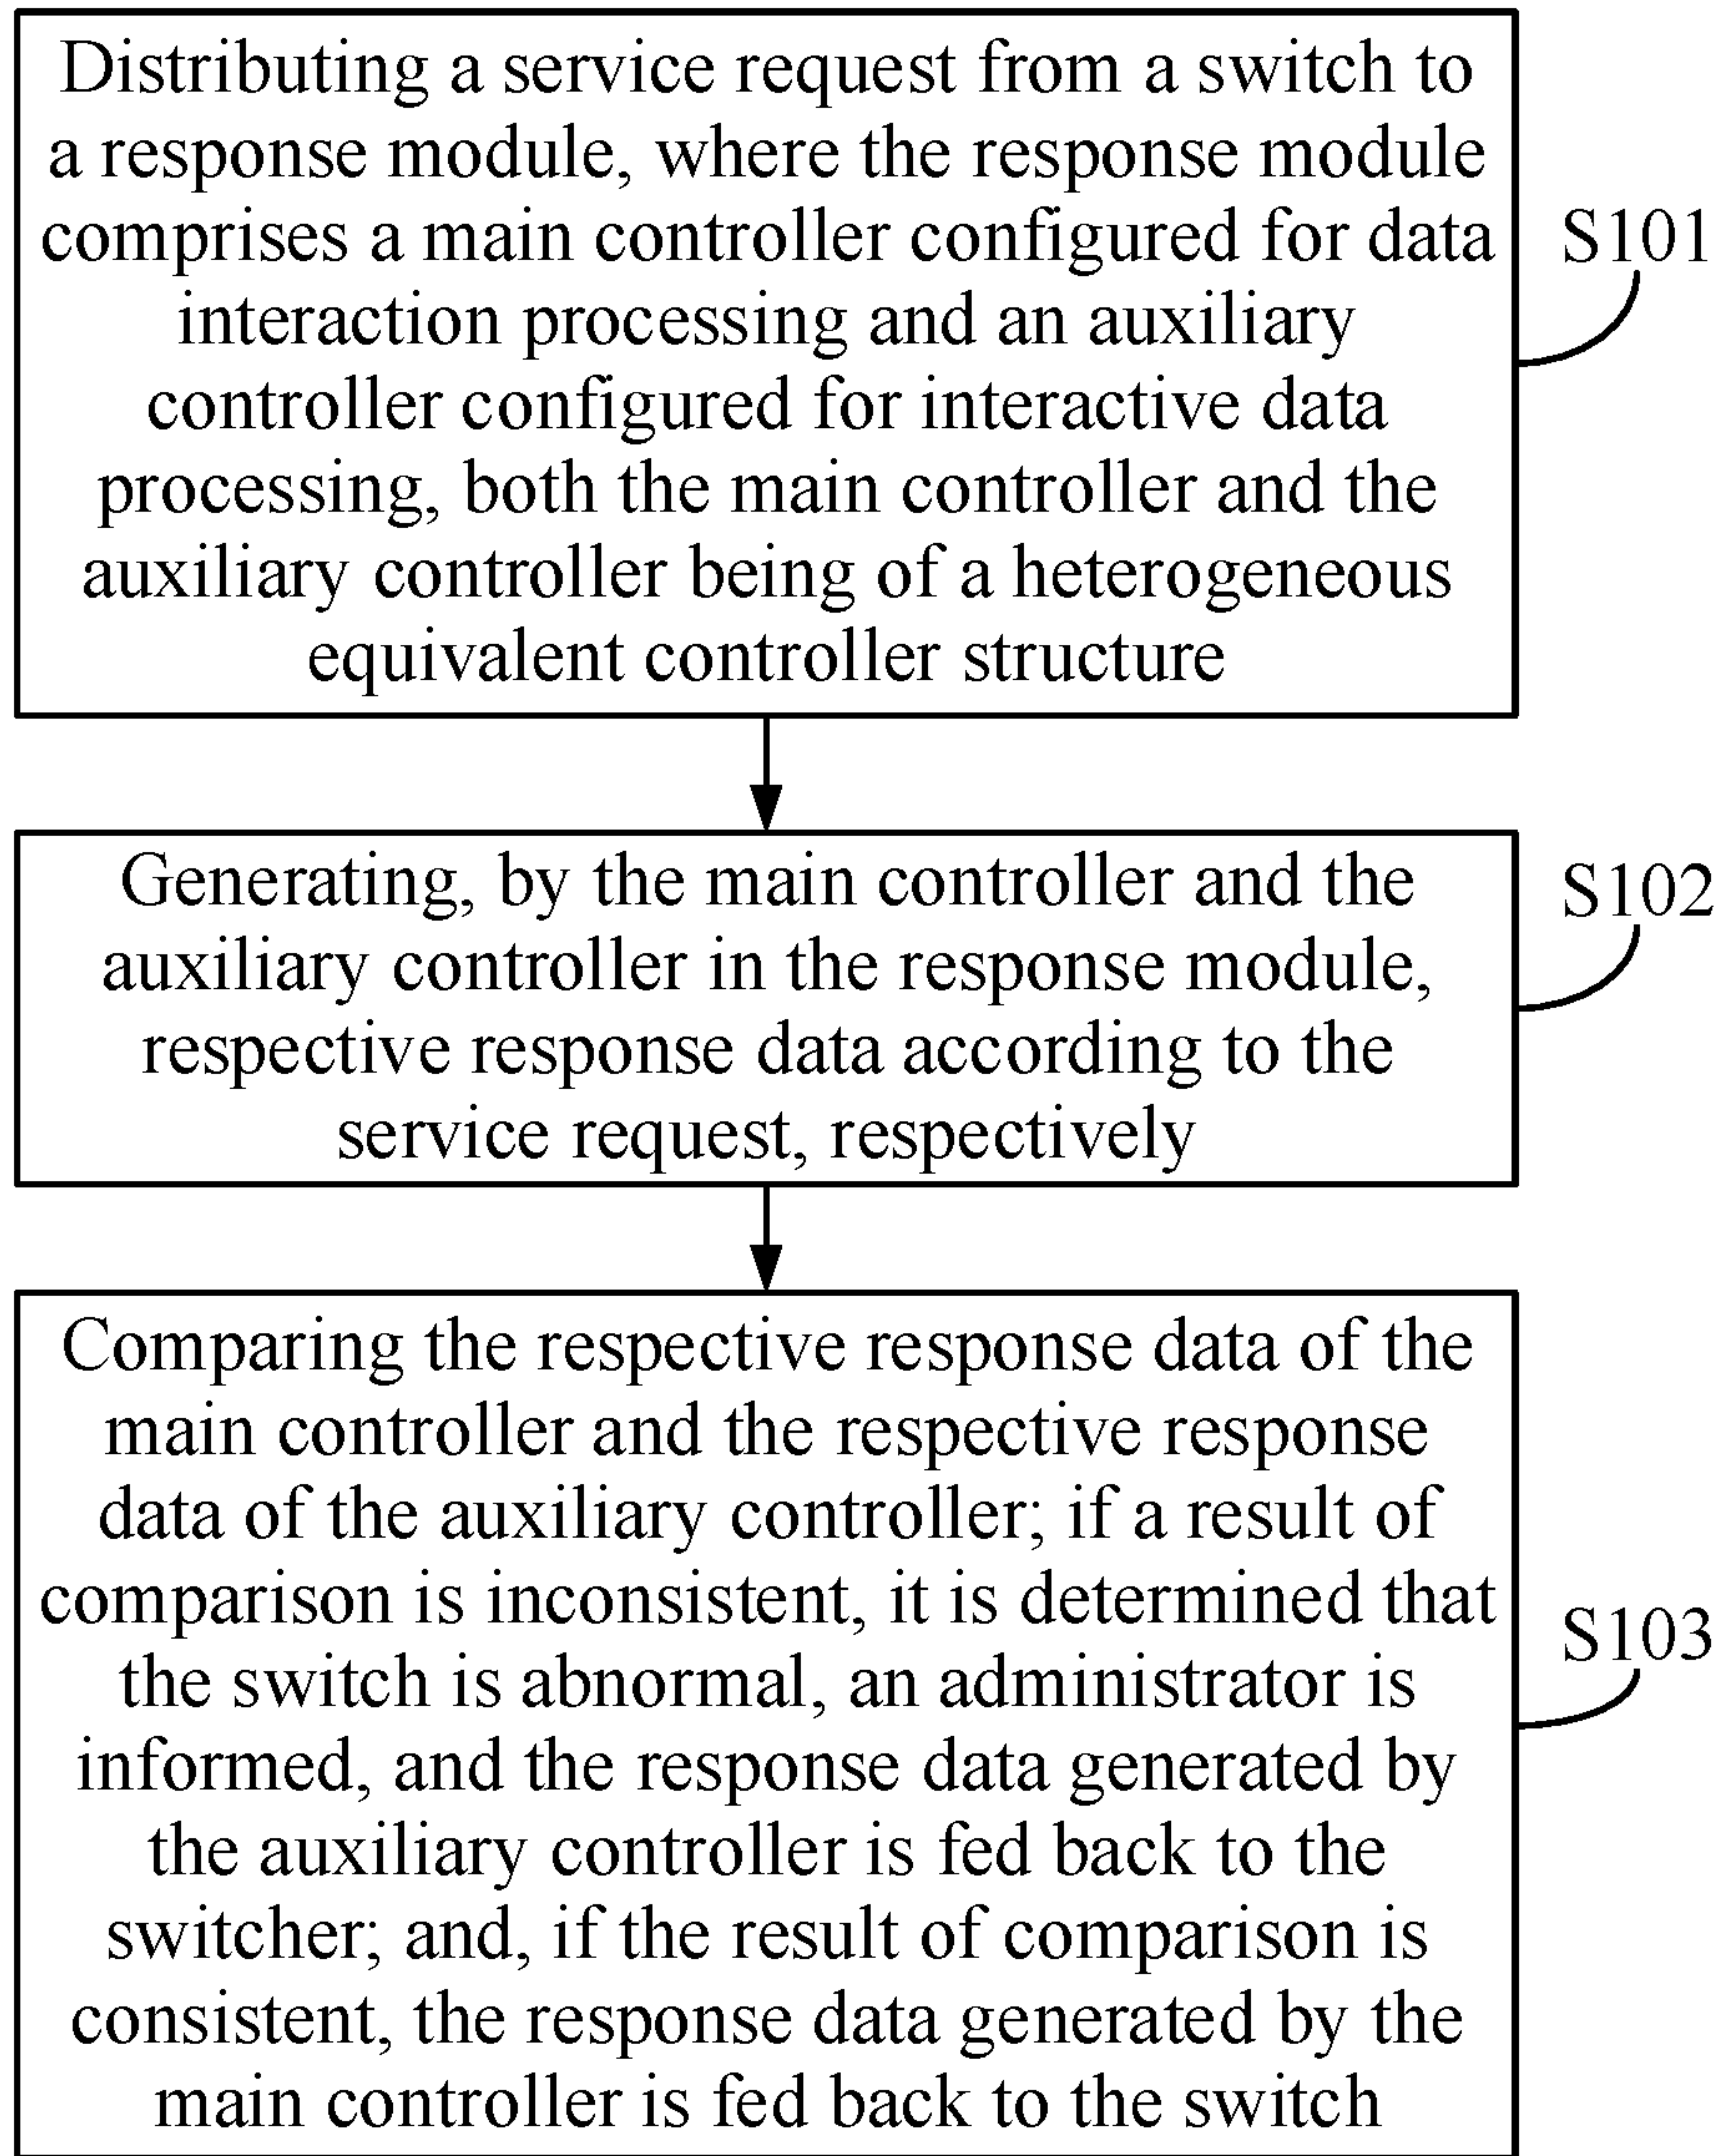 Distributing a service request from a switch to
a response module, where the response module
comprises a main controller configured for data
interaction processing and an auxiliary
controller configured for interactive data
processing, both the main controller and the
auxiliary controller being of a heterogeneous
equivalent controller structure
S101
Generating, by the main controller and the
auxiliary controller in the response module,
respective response data according to the
service request, respectively
S102
Comparing the respective response data of the
main controller and the respective response
data of the auxiliary controller; if a result of
comparison is inconsistent, it is determined that
the switch is abnormal, an administrator is
informed, and the response data generated by
the auxiliary controller is fed back to the
switcher; and, if the result of comparison is
consistent, the response data generated by the
main controller is fed back to the switch
S103